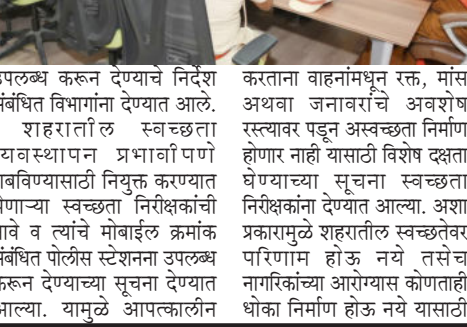 उपलब्ध करून देण्याचे निर्देश
संबंधित विभागांना देण्यात आले.
शहरातील स्वच्छता
व्यवस्थापन प्रभावीपणे
राबविण्यासाठी नियुक्त करण्यात
येणाऱ्या स्वच्छता निरीक्षकांची
नावे व त्यांचे मोबाईल क्रमांक
संबंधित पोलीस स्टेशनना उपलब्ध
करून देण्याच्या सूचना देण्यात
आल्या. यामुळे आपत्कालीन
करताना वाहनांमधून रक्त, मांस
अथवा जनावरांचे अवशेष
रस्त्यावर पडून अस्वच्छता निर्माण
होणार नाही यासाठी विशेष दक्षता
घेण्याच्या सूचना स्वच्छता
निरीक्षकांना देण्यात आल्या. अशा
प्रकारामुळे शहरातील स्वच्छतेवर
परिणाम होऊ नये तसेच
नागरिकांच्या आरोग्यास कोणताही
धोका निर्माण होऊ नये यासाठी